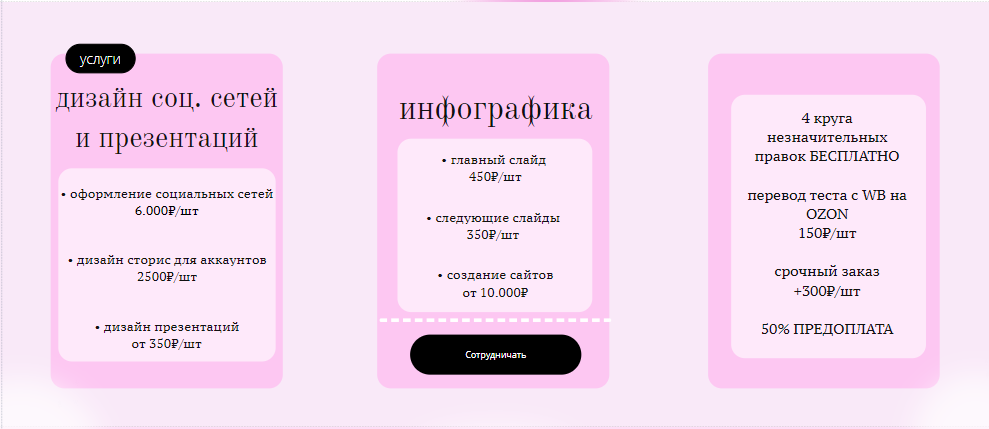 услуги
дизайн соц. сетей
и презентаций
• оформление социальных сетей
6.000₽/шт
• дизайн сторис для аккаунтов
2500₽/шт
• дизайн презентаций
от 350₽/шт
инфографика
• главный слайд
450₽/шт
• следующие слайды
350₽/шт
• создание сайтов
от 10.000₽
Сотрудничать
4 круга
незначительных
правок БЕСПЛАТНО
перевод теста с WB на
OZON
150₽/шт
срочный заказ
+300₽/шт
50% ПРЕДОПЛАТА